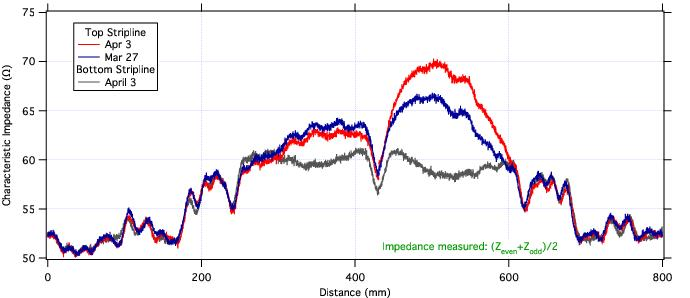 75
70
65
60
55
50
Characteristic Impedance (Ω)
Top Stripline
Apr 3
Mar 27
Bottom Stripline
April 3
Impedance measured: (Zeven+Zodd)/2
0
200
400
600
800
Distance (mm)